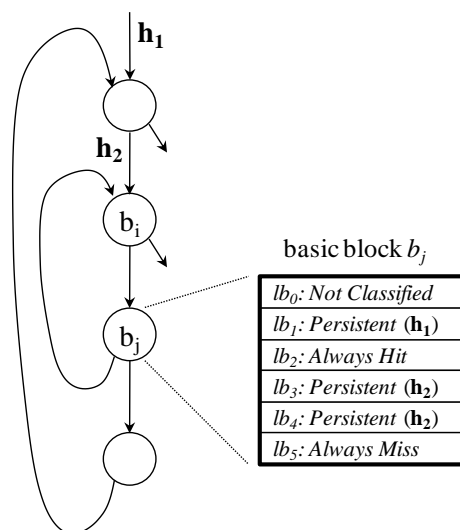 h₁
h₂
bᵢ
bⱼ
basic block bⱼ
lb₀: Not Classified
lb₁: Persistent (h₁)
lb₂: Always Hit
lb₃: Persistent (h₂)
lb₄: Persistent (h₂)
lb₅: Always Miss